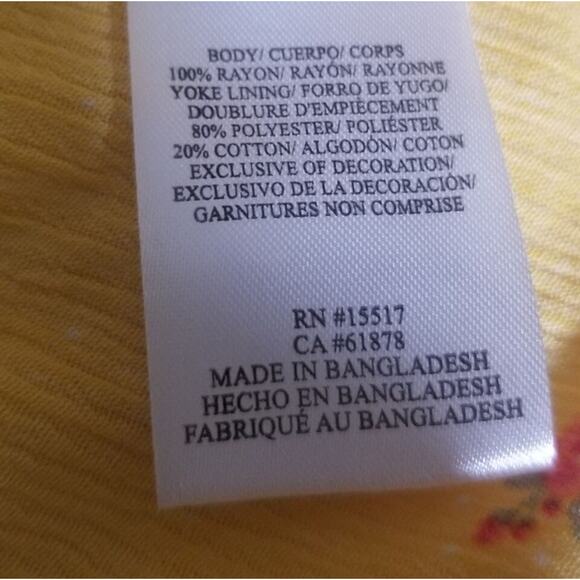 BODY/ CUERPO/ CORPS
100% RAYON/ RAYÓN/ RAYONNE
YOKE LINING/ FORRO DE YUGO/
DOUBLURE D'EMPIÈCEMENT
80% POLYESTER/ POLIÉSTER
20% COTTON/ ALGODÓN/ COTON
EXCLUSIVE OF DECORATION/
EXCLUSIVO DE LA DECORACIÓN/
GARNITURES NON COMPRISE
RN #15517
CA #61878
MADE IN BANGLADESH
HECHO EN BANGLADESH
FABRIQUÉ AU BANGLADESH